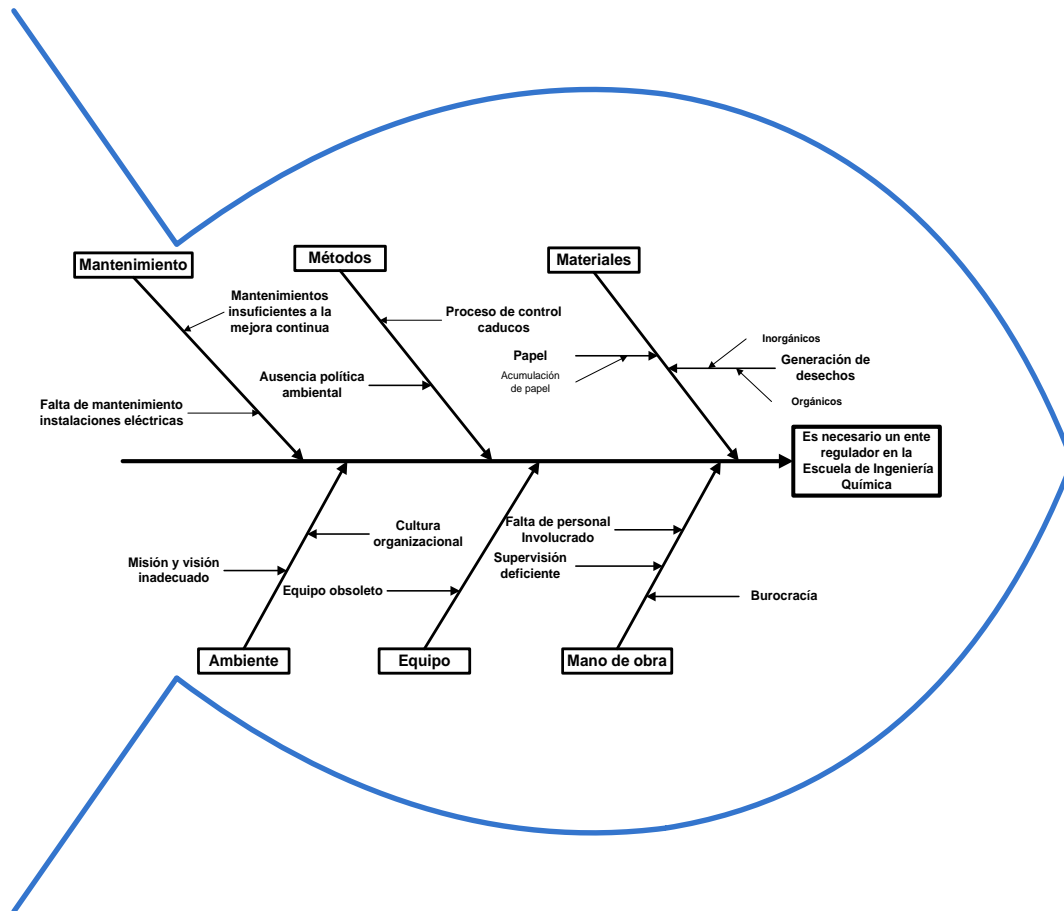 Mantenimiento
Métodos
Materiales
Mantenimientos
insuficientes a la
mejora continua
Proceso de control
caducos
Inorgánicos
Papel
Generación de
desechos
Acumulación
de papel
Ausencia política
ambiental
Orgánicos
Falta de mantenimiento
instalaciones eléctricas
Es necesario un ente
regulador en la
Escuela de Ingeniería
Química
Cultura
organizacional
Falta de personal
Involucrado
Misión y visión
inadecuado
Supervisión
deficiente
Equipo obsoleto
Burocracía
Ambiente
Equipo
Mano de obra